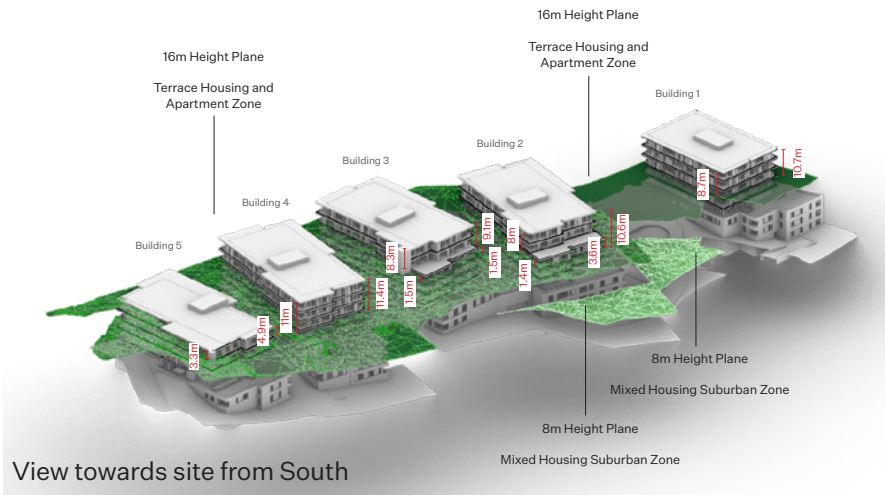 16m Height Plane
Terrace Housing and
Apartment Zone
16m Height Plane
Terrace Housing and
Apartment Zone
Building 1
Building 2
Building 3
Building 4
Building 5
10.7m
8.7m
10.6m
3.6m
8m
1.4m
9.1m
1.5m
8.3m
1.5m
11.4m
11m
4.9m
3.3m
8m Height Plane
Mixed Housing Suburban Zone
8m Height Plane
Mixed Housing Suburban Zone
View towards site from South